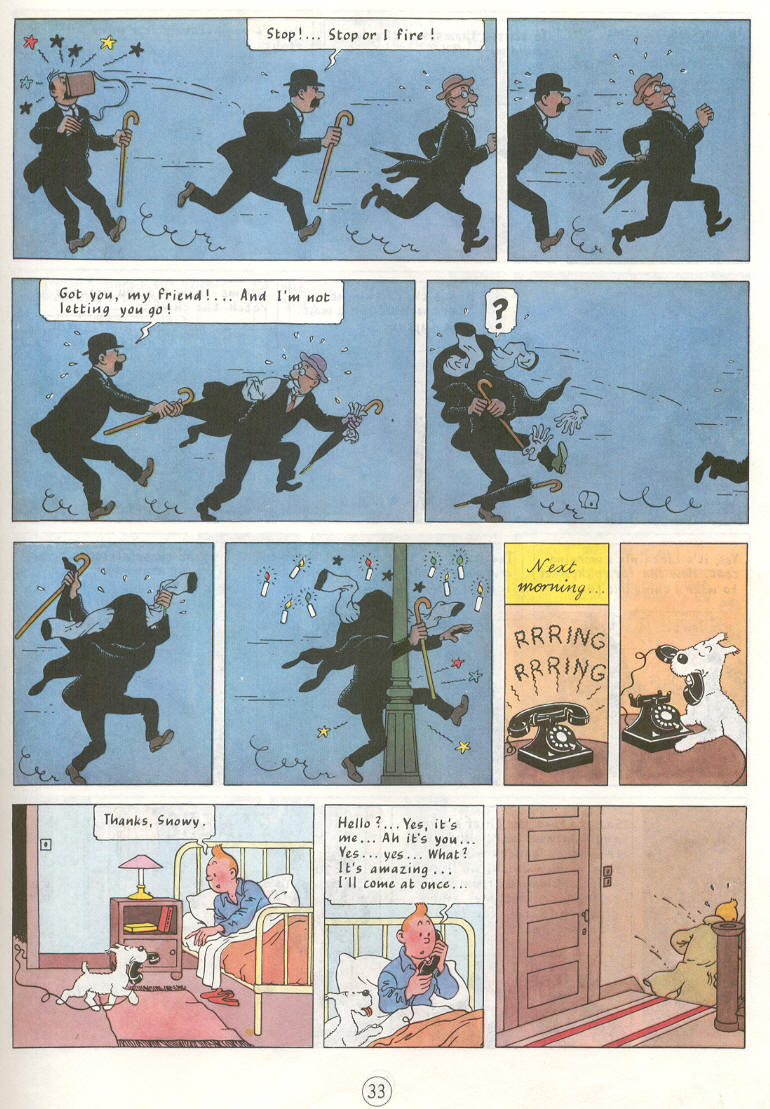 Stop!... Stop or I fire!
Got you, my friend!... And I'm not
letting you go!
?
Next
morning...
RRRING
RRRING
Thanks, Snowy.
Hello?... Yes, it's
me... Ah it's you...
Yes... yes... What?
It's amazing...
I'll come at once...
33